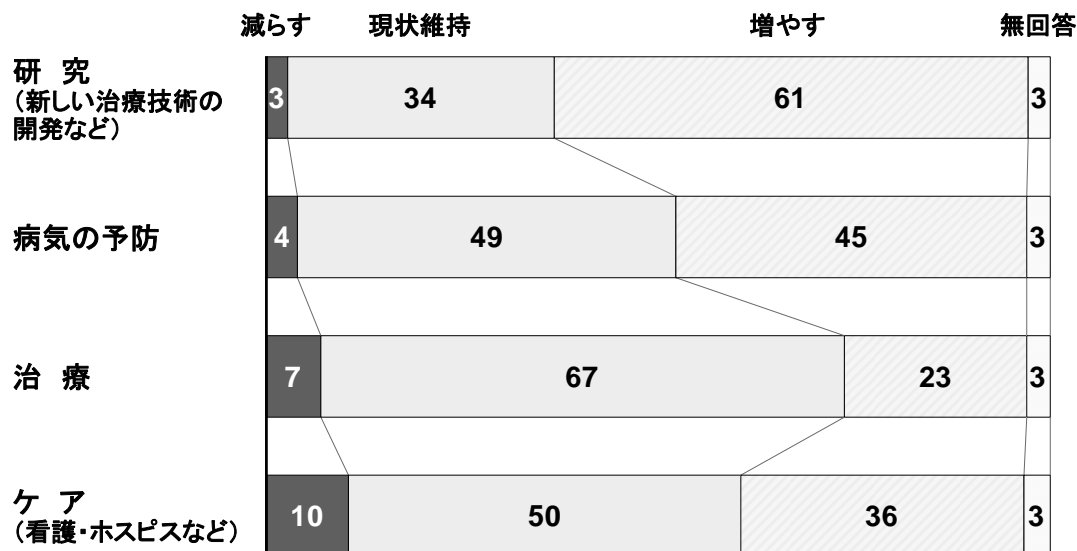 減らす 現状維持 増やす 無回答
研 究
（新しい治療技術の
開発など）
3 34 61 3
病気の予防
4 49 45 3
治 療
7 67 23 3
ケ ア
（看護・ホスピスなど）
10 50 36 3